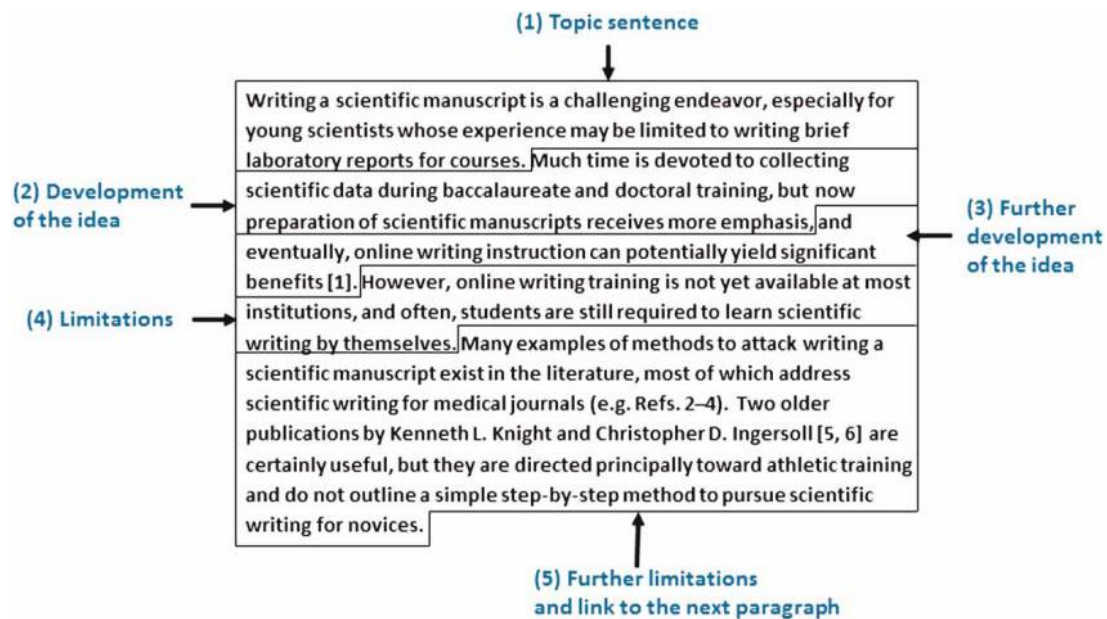 (1) Topic sentence
Writing a scientific manuscript is a challenging endeavor, especially for
young scientists whose experience may be limited to writing brief
laboratory reports for courses. Much time is devoted to collecting
scientific data during baccalaureate and doctoral training, but now
preparation of scientific manuscripts receives more emphasis, and
eventually, online writing instruction can potentially yield significant
benefits [1]. However, online writing training is not yet available at most
institutions, and often, students are still required to learn scientific
writing by themselves. Many examples of methods to attack writing a
scientific manuscript exist in the literature, most of which address
scientific writing for medical journals (e.g. Refs. 2–4). Two older
publications by Kenneth L. Knight and Christopher D. Ingersoll [5, 6] are
certainly useful, but they are directed principally toward athletic training
and do not outline a simple step-by-step method to pursue scientific
writing for novices.
(2) Development
of the idea
(3) Further
development
of the idea
(4) Limitations
(5) Further limitations
and link to the next paragraph